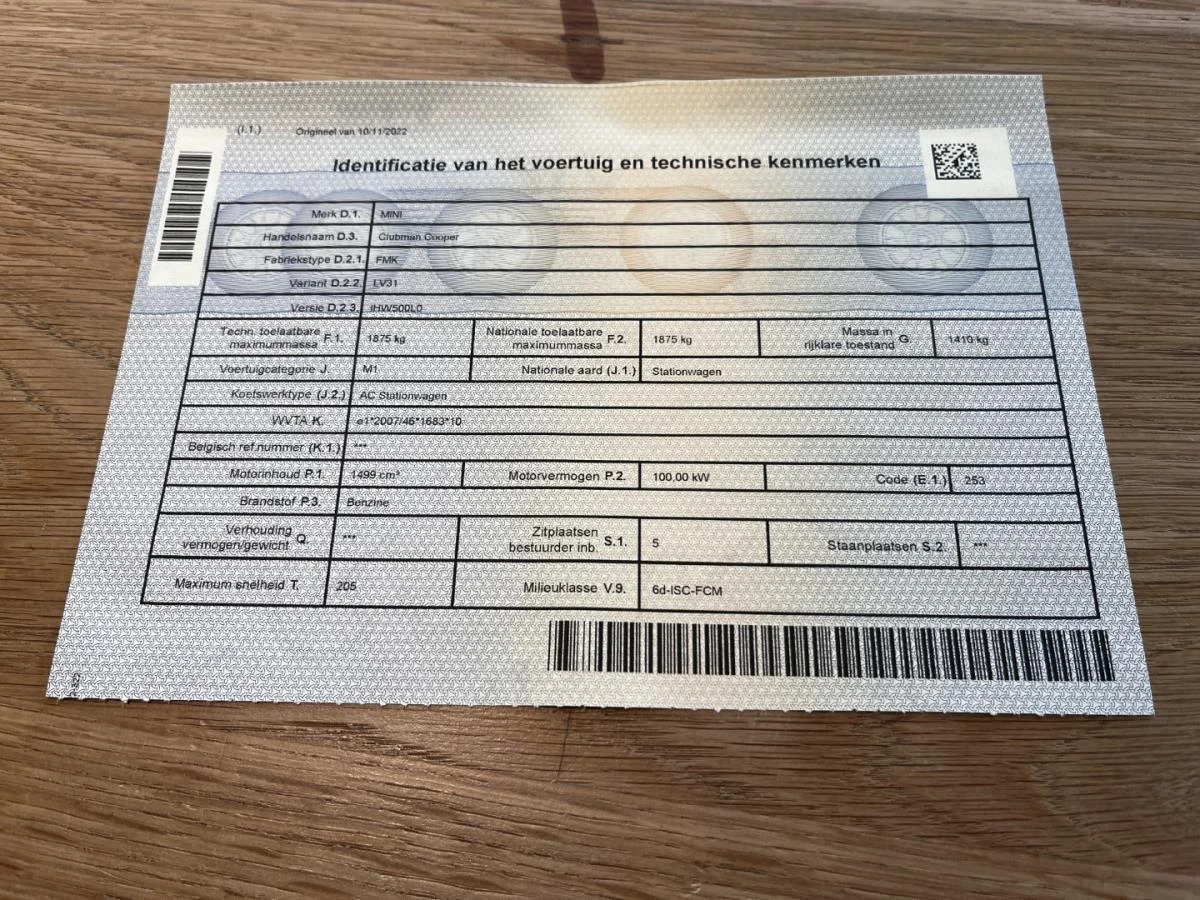 (I.1.) Origineel van 10/11/2022
Identificatie van het voertuig en technische kenmerken
Merk D.1. MINI
Handelsnaam D.3. Clubman Cooper
Fabriekstype D.2.1. FMK
Variant D.2.2. LV31
Versie D.2.3. IHW500L0
Techn. toelaatbare maximummassa F.1. 1875 kg Nationale toelaatbare maximummassa F.2. 1875 kg Massa in rijklare toestand G. 1410 kg
Voertuigcategorie J. M1 Nationale aard (J.1.) Stationwagen
Koetswerktype (J.2.) AC Stationwagen
WVTA K. e1*2007/46*1683*10
Belgisch ref.nummer (K.1.) ***
Motorinhoud P.1. 1499 cm³ Motorvermogen P.2. 100,00 kW Code (E.1.) 253
Brandstof P.3. Benzine
Verhouding vermogen/gewicht Q. *** Zitplaatsen bestuurder inb. S.1. 5 Staanplaatsen S.2. ***
Maximum snelheid T. 205 Milieuklasse V.9. 6d-ISC-FCM